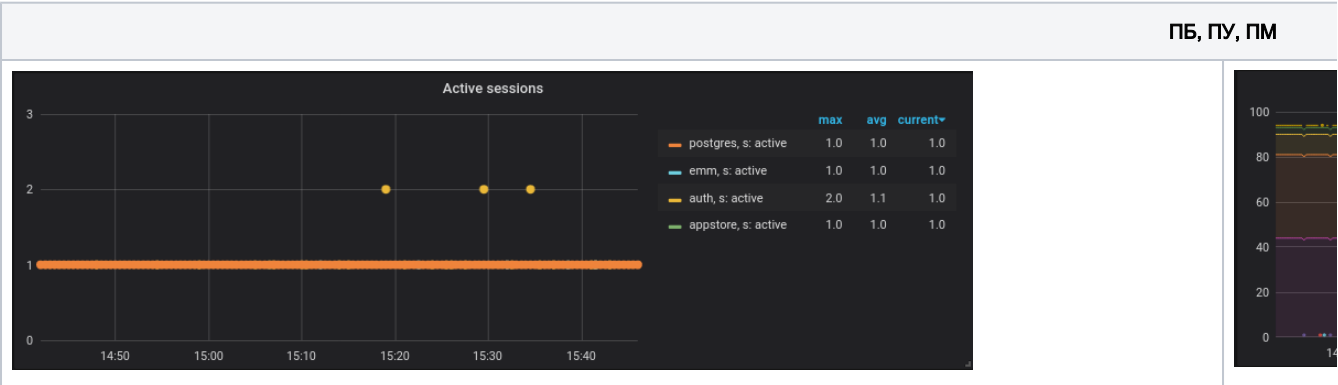 ПБ, ПУ, ПМ
Active sessions
3
2
1
0
14:50 15:00 15:10 15:20 15:30 15:40
max avg current
postgres, s: active 1.0 1.0 1.0
emm, s: active 1.0 1.0 1.0
auth, s: active 2.0 1.1 1.0
appstore, s: active 1.0 1.0 1.0
100
80
60
40
20
0